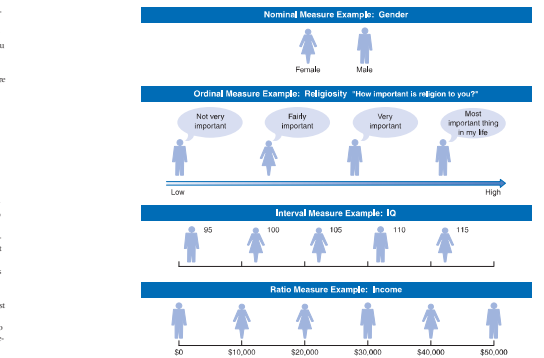 Nominal Measure Example: Gender
Female
Male
Ordinal Measure Example: Religiosity "How important is religion to you?"
Not very
important
Fairly
important
Very
important
Most
important thing
in my life
Low
High
Interval Measure Example: IQ
95
100
105
110
115
Ratio Measure Example: Income
$0
$10,000
$20,000
$30,000
$40,000
$50,000